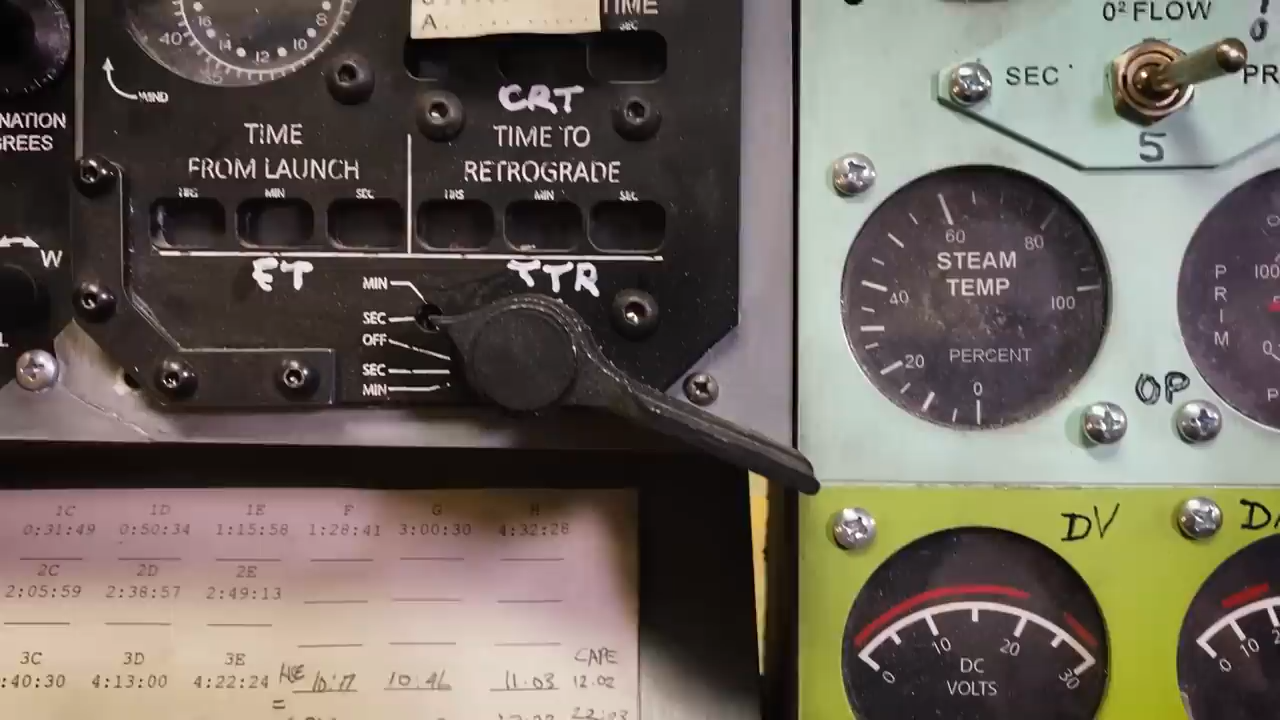 A.
TIME
SEC
40
16
14
12
10
8
35
WIND
NATION
GREES
W
L
CRT
TIME
FROM LAUNCH
TIME TO
RETROGRADE
HRS MIN SEC
HRS MIN SEC
ET
TTR
MIN
SEC
OFF
SEC
MIN
O² FLOW
SEC
PR
5
60
80
STEAM
TEMP
40
100
20
PERCENT
0
PRIM
100
0
P
OP
DV
10
20
DC
VOLTS
0
30
0
10
1C 1D 1E F G H
0:31:49 0:50:34 1:15:58 1:28:41 3:00:30 4:32:28
2C 2D 2E
2:05:59 2:38:57 2:49:13
3C 3D 3E
:40:30 4:13:00 4:22:24
10.46 11.03
CAPE
12.02